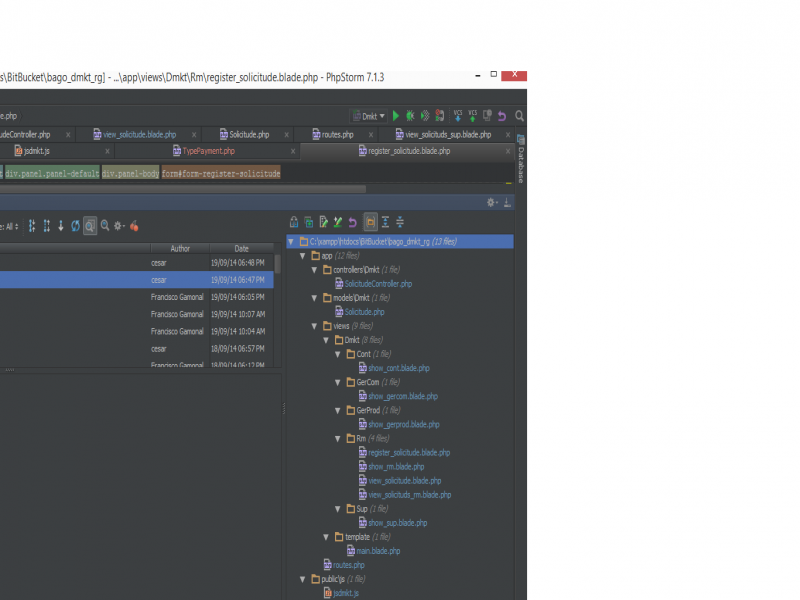 s\BitBucket\bago_dmkt_rg] - ...\app\views\Dmkt\Rm\register_solicitude.blade.php - PhpStorm 7.1.3
e.php
Dmkt
VCS
VCS
udeController.php
view_solicitude.blade.php
Solicitude.php
routes.php
view_solicituds_sup.blade.php
jsdmkt.js
TypePayment.php
register_solicitude.blade.php
Database
div.panel.panel-default
div.panel-body
form#form-register-solicitude
e: All
Author
Date
cesar
19/09/14 06:48 PM
cesar
19/09/14 06:47 PM
Francisco Gamonal
19/09/14 06:05 PM
Francisco Gamonal
19/09/14 10:07 AM
Francisco Gamonal
19/09/14 10:04 AM
cesar
18/09/14 06:57 PM
Francisco Gamonal
18/09/14 06:12 PM
C:\xampp\htdocs\BitBucket\bago_dmkt_rg (13 files)
app (12 files)
controllers\Dmkt (1 file)
SolicitudeController.php
models\Dmkt (1 file)
Solicitude.php
views (9 files)
Dmkt (8 files)
Cont (1 file)
show_cont.blade.php
GerCom (1 file)
show_gercom.blade.php
GerProd (1 file)
show_gerprod.blade.php
Rm (4 files)
register_solicitude.blade.php
show_rm.blade.php
view_solicitude.blade.php
view_solicituds_rm.blade.php
Sup (1 file)
show_sup.blade.php
template (1 file)
main.blade.php
routes.php
public\js (1 file)
jsdmkt.js